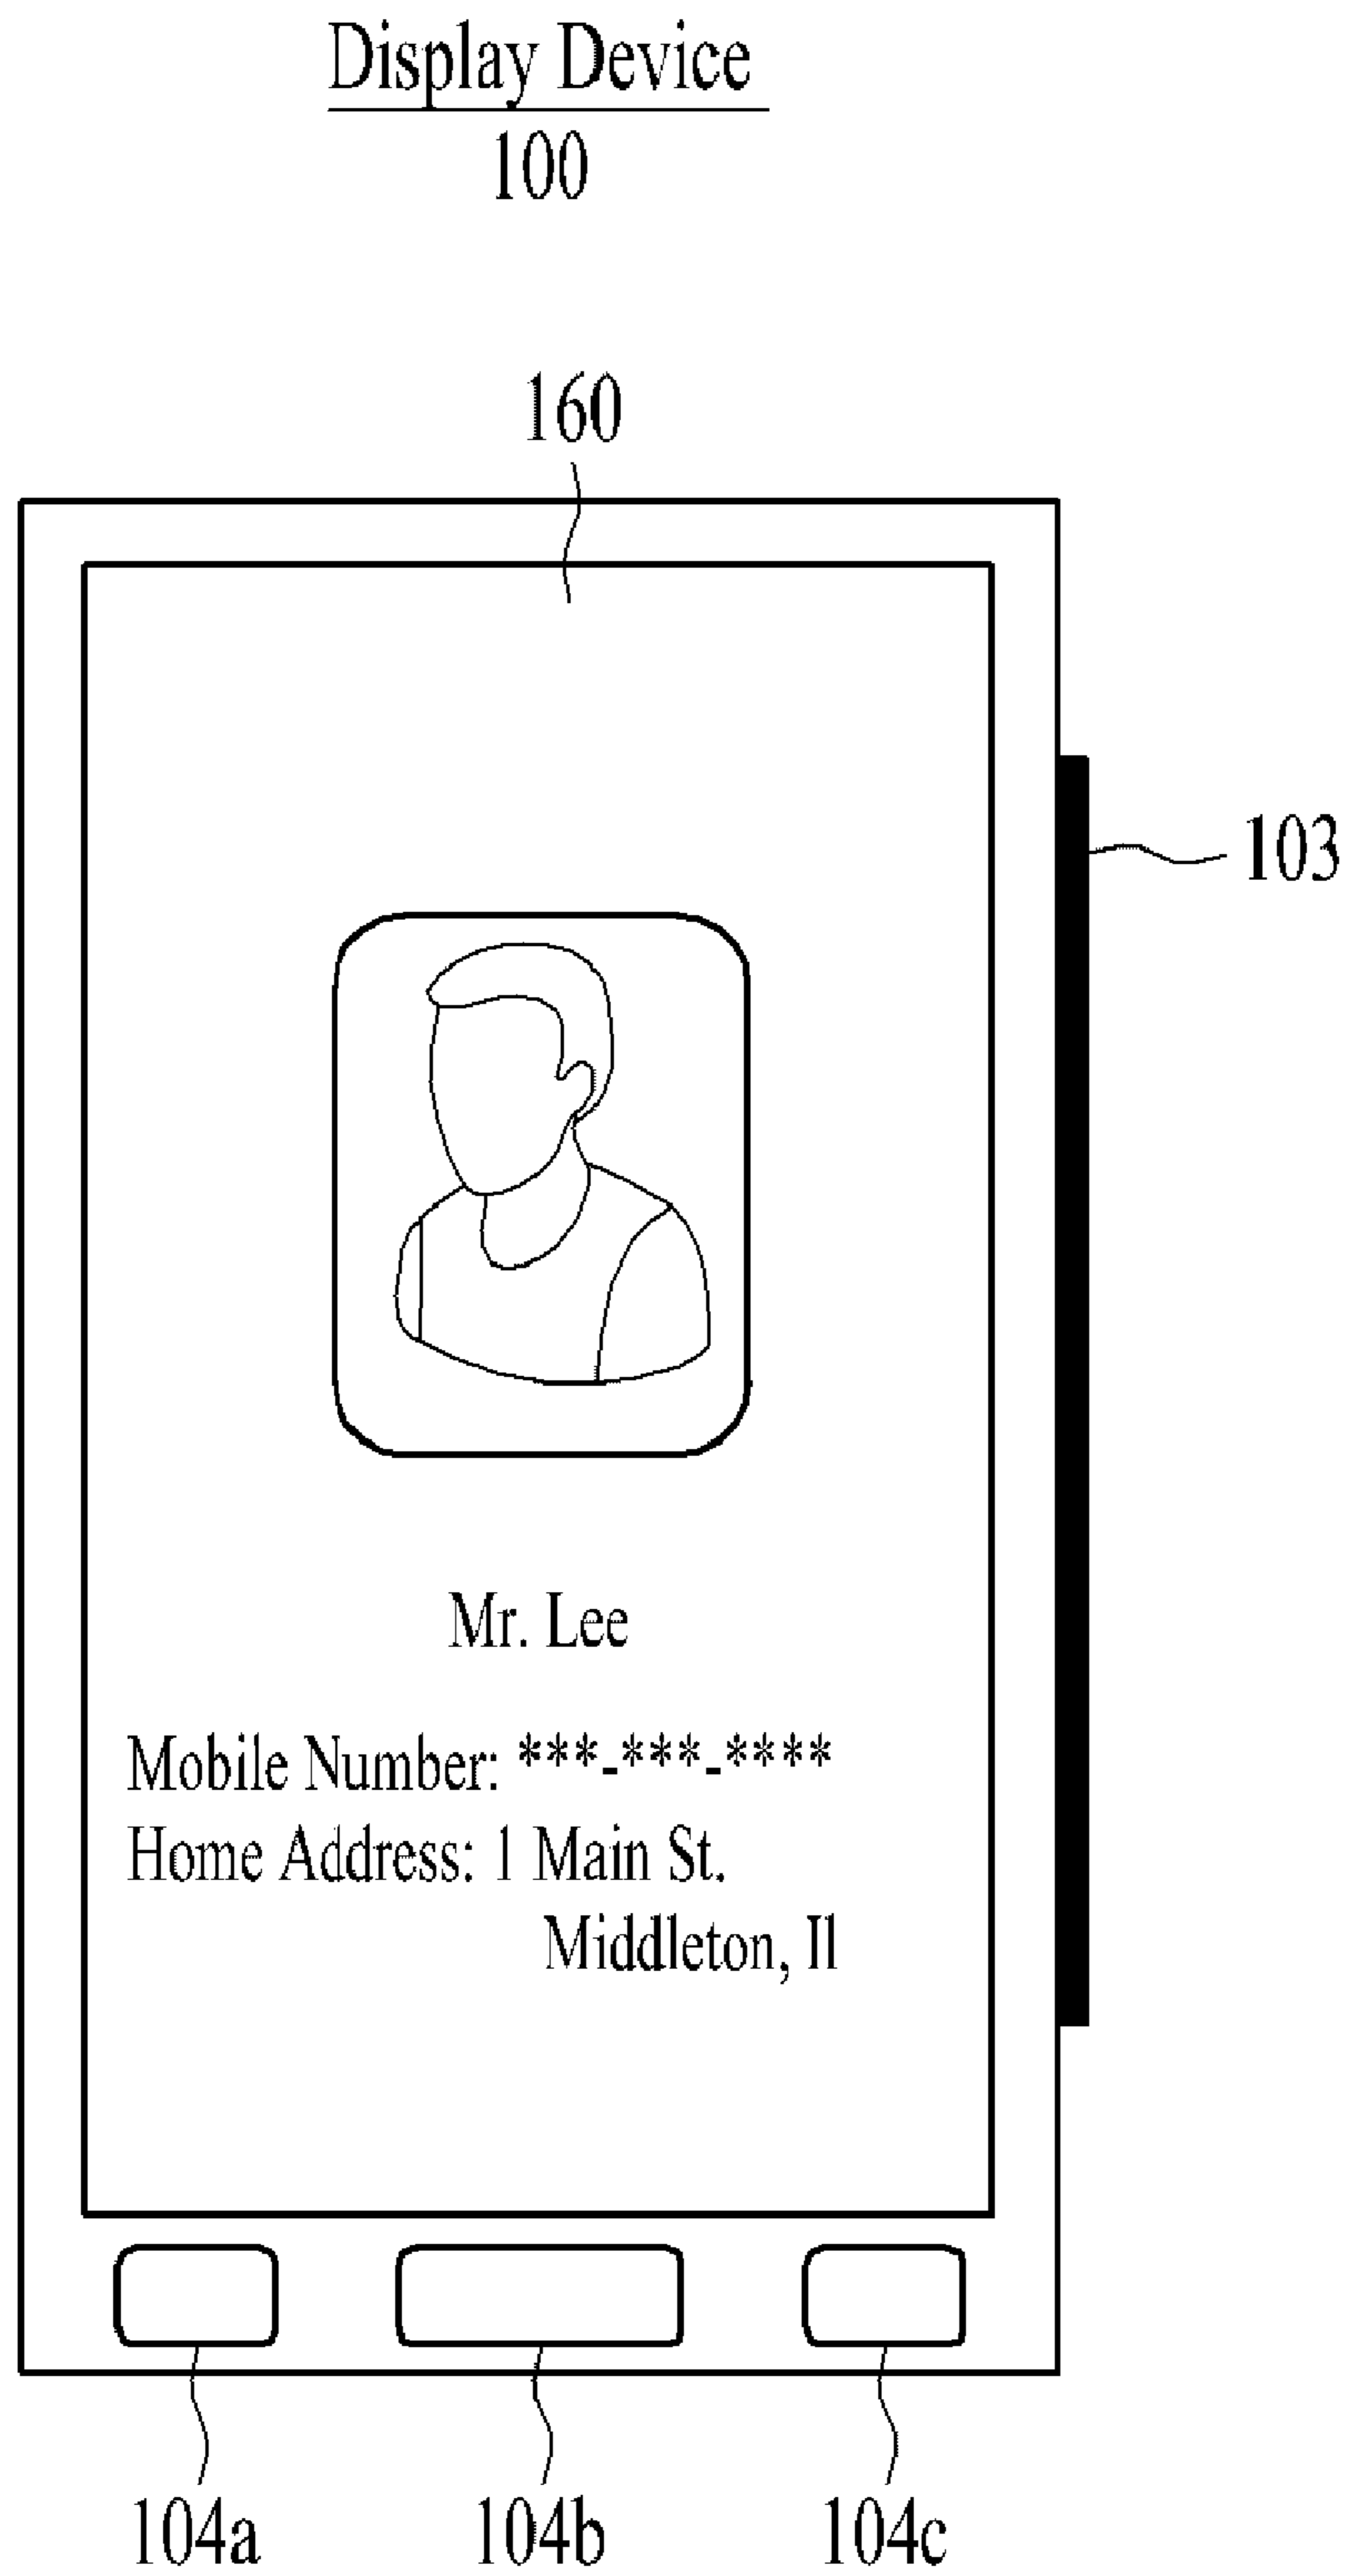 Display Device
100
160
103
Mr. Lee
Mobile Number: ***-***-****
Home Address: 1 Main St.
Middleton, Il
104a
104b
104c